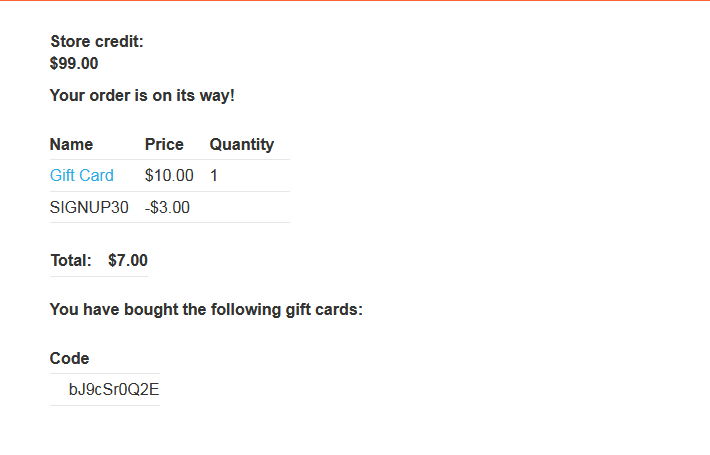 Store credit:
$99.00
Your order is on its way!
Name Price Quantity
Gift Card $10.00 1
SIGNUP30 -$3.00
Total: $7.00
You have bought the following gift cards:
Code
bJ9cSr0Q2E